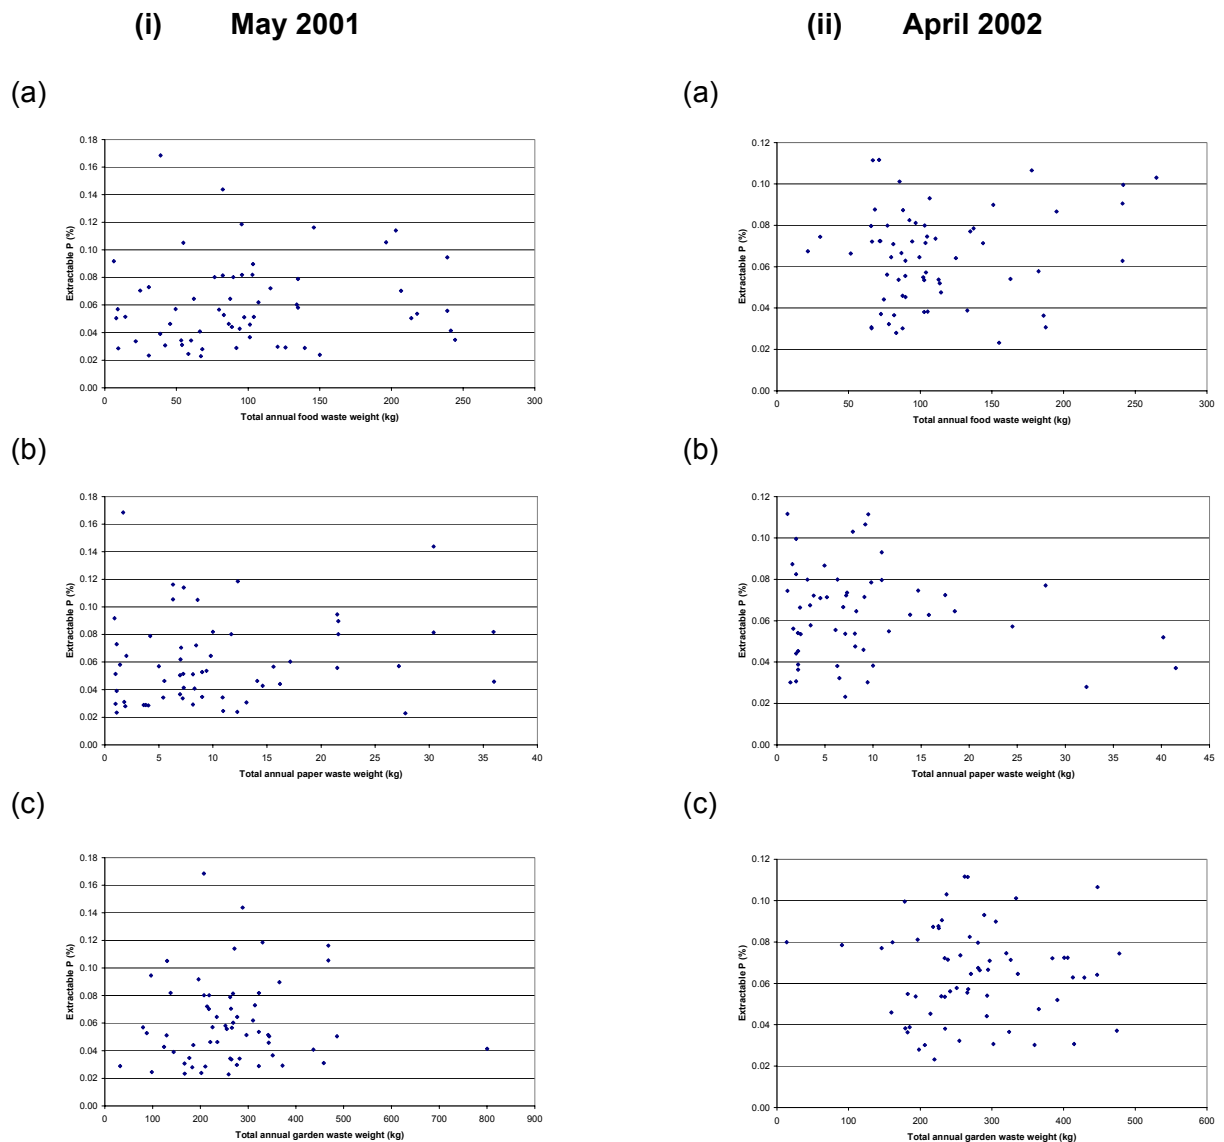 (i) May 2001
(ii) April 2002
(a)
0.18
0.16
0.14
0.12
0.10
0.08
0.06
0.04
0.02
0.00
Extractable P (%)
0 50 100 150 200 250 300
Total annual food waste weight (kg)
(a)
0.12
0.10
0.08
0.06
0.04
0.02
0.00
Extractable P (%)
0 50 100 150 200 250 300
Total annual food waste weight (kg)
(b)
0.18
0.16
0.14
0.12
0.10
0.08
0.06
0.04
0.02
0.00
Extractable P (%)
0 5 10 15 20 25 30 35 40
Total annual paper waste weight (kg)
(b)
0.12
0.10
0.08
0.06
0.04
0.02
0.00
Extractable P (%)
0 5 10 15 20 25 30 35 40 45
Total annual paper waste weight (kg)
(c)
0.18
0.16
0.14
0.12
0.10
0.08
0.06
0.04
0.02
0.00
Extractable P (%)
0 100 200 300 400 500 600 700 800 900
Total annual garden waste weight (kg)
(c)
0.12
0.10
0.08
0.06
0.04
0.02
0.00
Extractable P (%)
0 100 200 300 400 500 600
Total annual garden waste weight (kg)